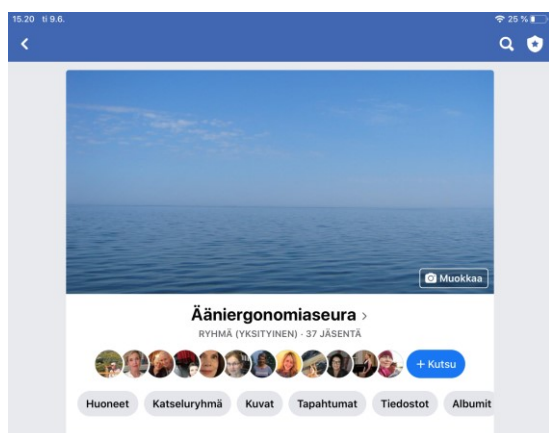 15.20 ti 9.6.
25 %
Muokkaa
Ääniergonomiaseura >
RYHMÄ (YKSITYINEN) · 37 JÄSENTÄ
+ Kutsu
Huoneet Katseluryhmä Kuvat Tapahtumat Tiedostot Albumit